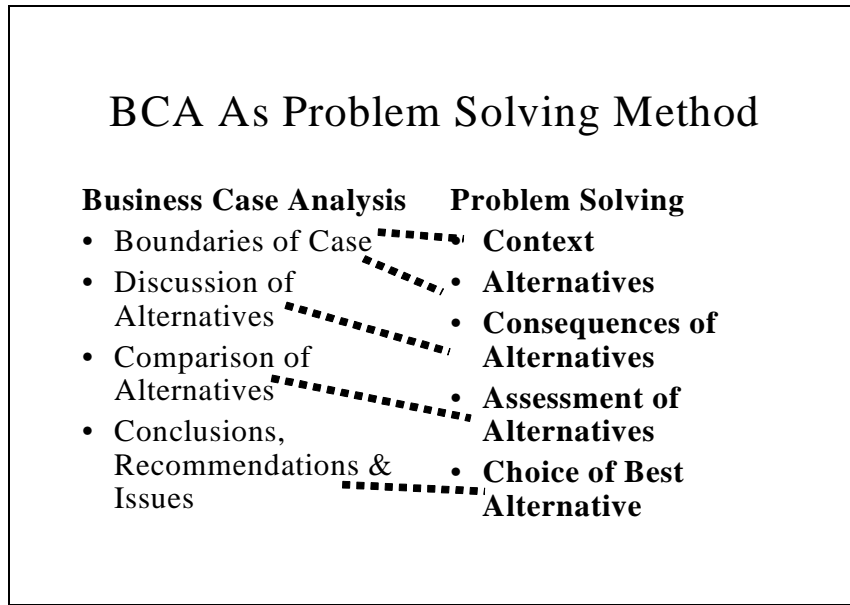 BCA As Problem Solving Method
Business Case Analysis
• Boundaries of Case
• Discussion of
Alternatives
• Comparison of
Alternatives
• Conclusions,
Recommendations &
Issues
Problem Solving
• Context
• Alternatives
• Consequences of
Alternatives
• Assessment of
Alternatives
• Choice of Best
Alternative